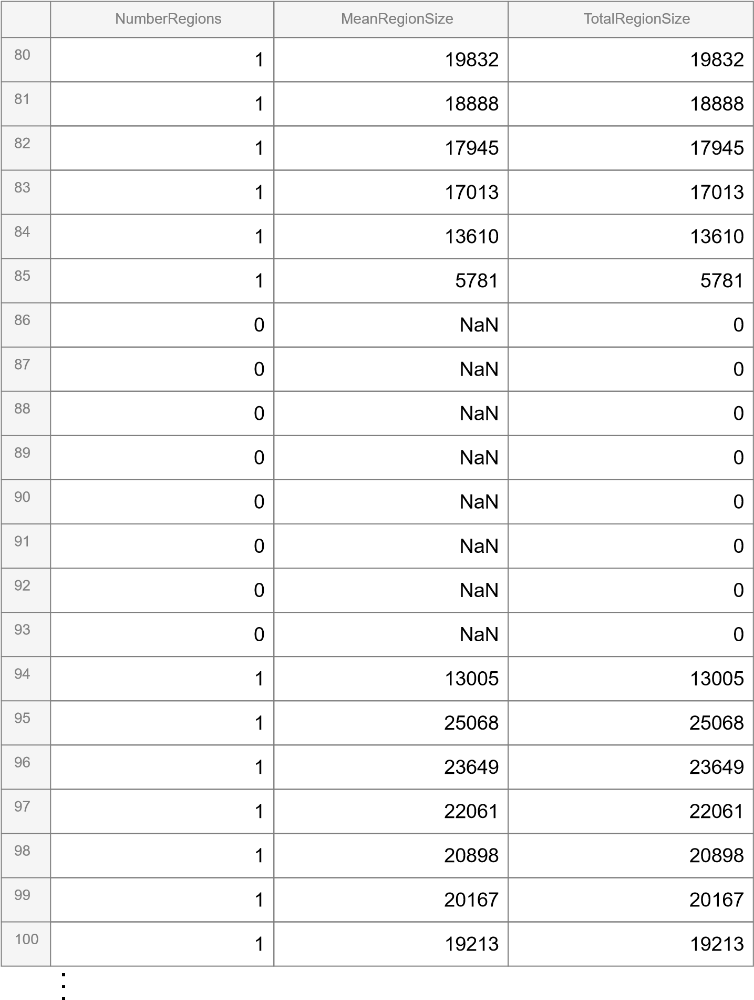 NumberRegions MeanRegionSize TotalRegionSize
80 1 19832 19832
81 1 18888 18888
82 1 17945 17945
83 1 17013 17013
84 1 13610 13610
85 1 5781 5781
86 0 NaN 0
87 0 NaN 0
88 0 NaN 0
89 0 NaN 0
90 0 NaN 0
91 0 NaN 0
92 0 NaN 0
93 0 NaN 0
94 1 13005 13005
95 1 25068 25068
96 1 23649 23649
97 1 22061 22061
98 1 20898 20898
99 1 20167 20167
100 1 19213 19213
⋮